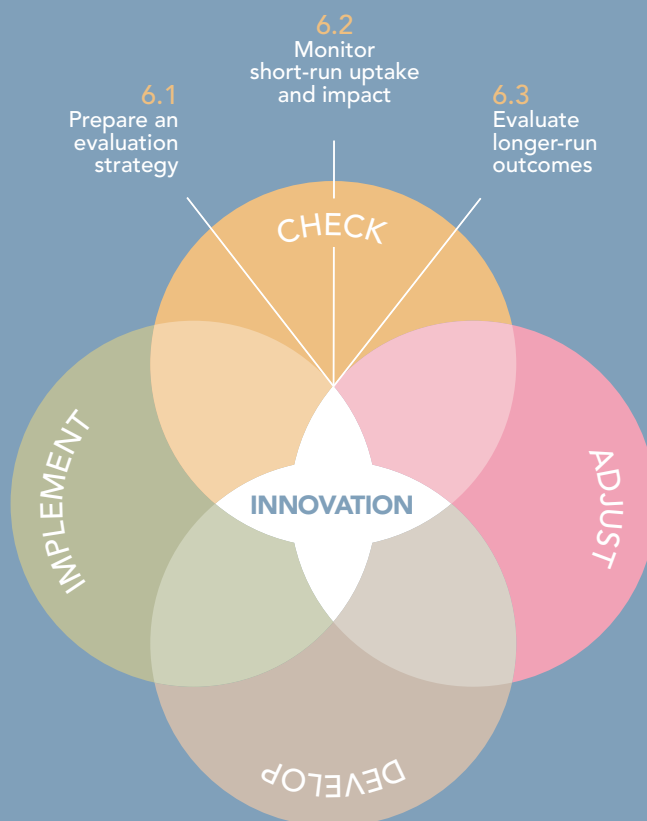 6.2
Monitor
short-run uptake
and impact
6.1
Prepare an
evaluation
strategy
6.3
Evaluate
longer-run
outcomes
CHECK
IMPLEMENT
INNOVATION
ADJUST
DEVELOP